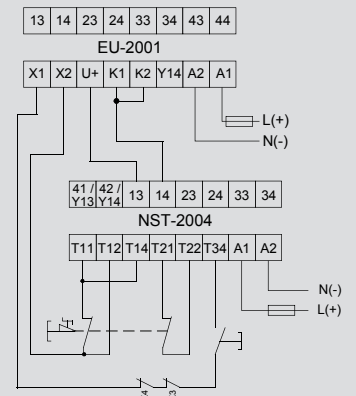 13 14 23 24 33 34 43 44
EU-2001
X1 X2 U+ K1 K2 Y14 A2 A1
L(+)
N(-)
41 / Y13 42 / Y14 13 14 23 24 33 34
NST-2004
T11 T12 T14 T21 T22 T34 A1 A2
N(-)
L(+)